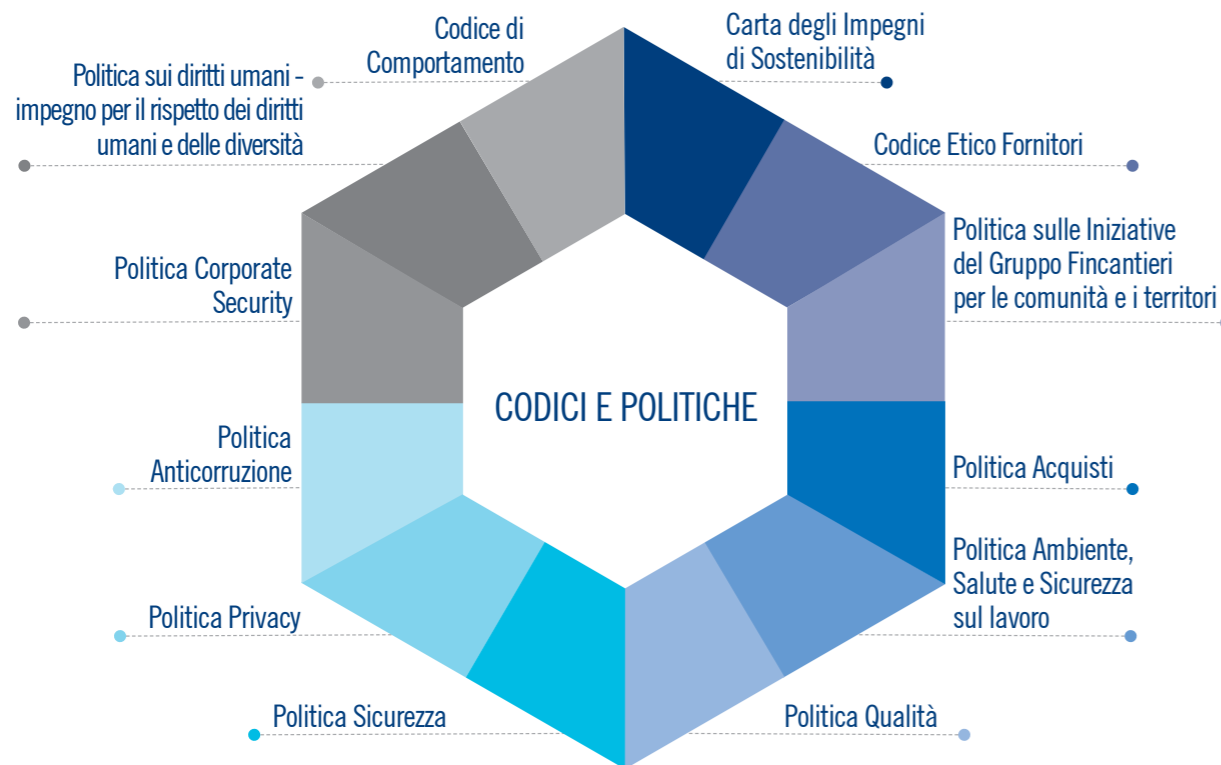 Codice di
Comportamento
Carta degli Impegni
di Sostenibilità
Politica sui diritti umani -
impegno per il rispetto dei diritti
umani e delle diversità
Codice Etico Fornitori
Politica Corporate
Security
Politica sulle Iniziative
del Gruppo Fincantieri
per le comunità e i territori
CODICI E POLITICHE
Politica
Anticorruzione
Politica Acquisti
Politica Ambiente,
Salute e Sicurezza
sul lavoro
Politica Privacy
Politica Sicurezza
Politica Qualità